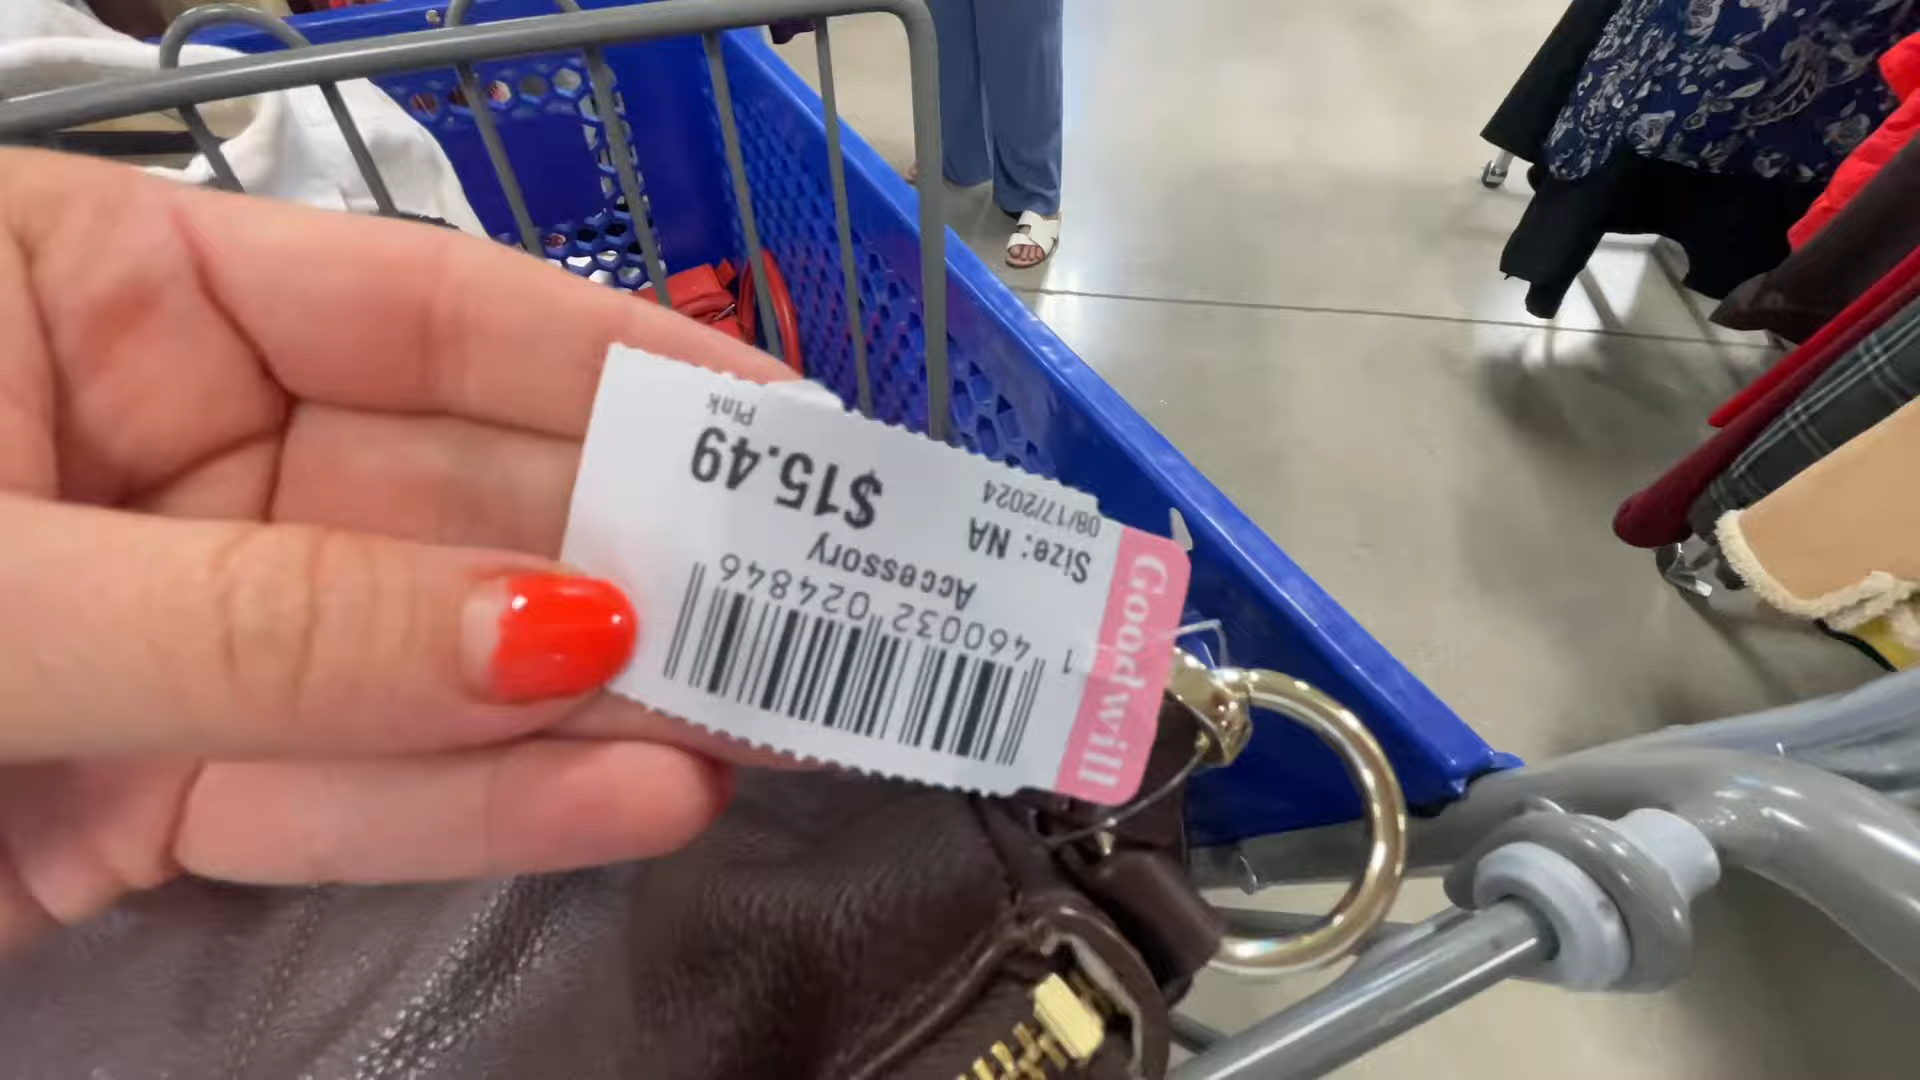 Goodwill
1
460032 024846
Accessory
Size: NA
08/17/2024
$15.49
Pink